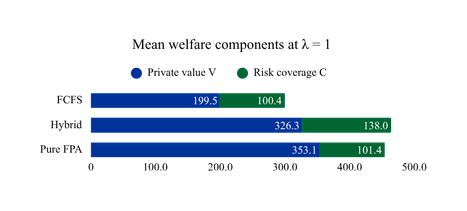 Mean welfare components at λ = 1
Private value V
Risk coverage C
FCFS
199.5
100.4
Hybrid
326.3
138.0
Pure FPA
353.1
101.4
0
100.0
200.0
300.0
400.0
500.0